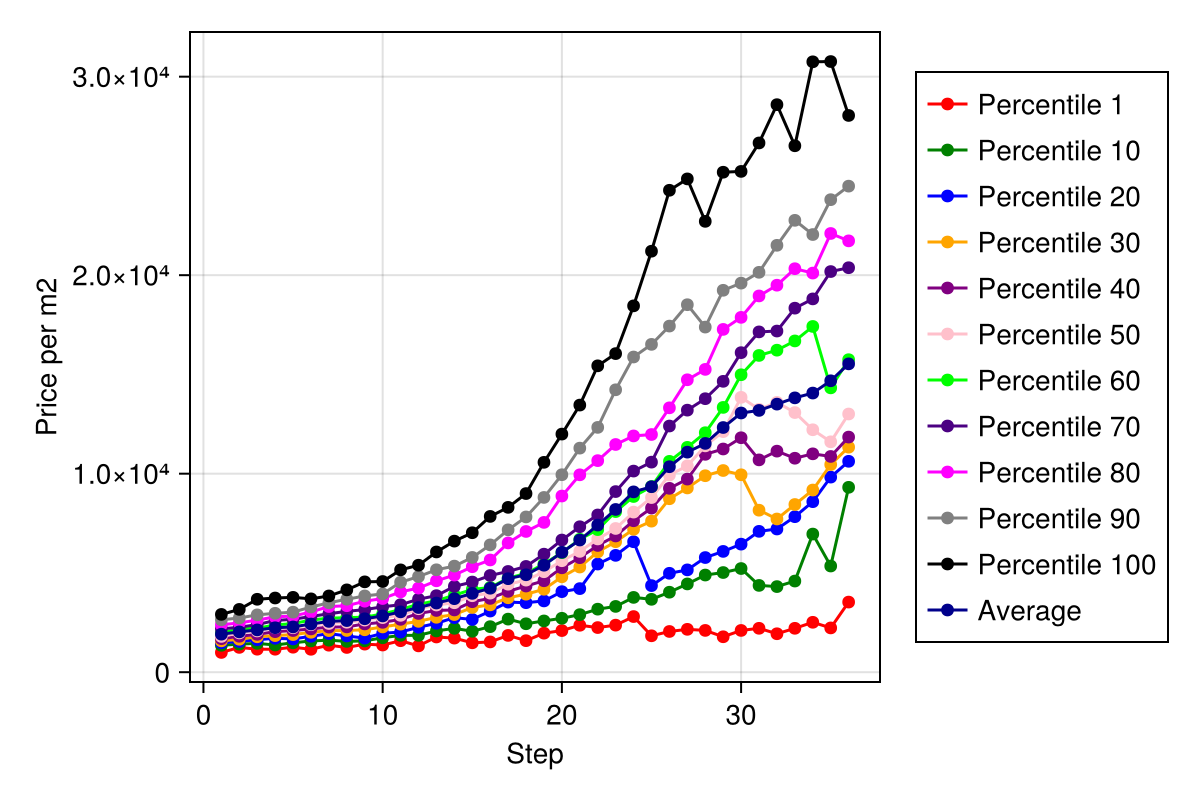 3.0×10⁴
2.0×10⁴
1.0×10⁴
0
Price per m2
0 10 20 30
Step
Percentile 1
Percentile 10
Percentile 20
Percentile 30
Percentile 40
Percentile 50
Percentile 60
Percentile 70
Percentile 80
Percentile 90
Percentile 100
Average